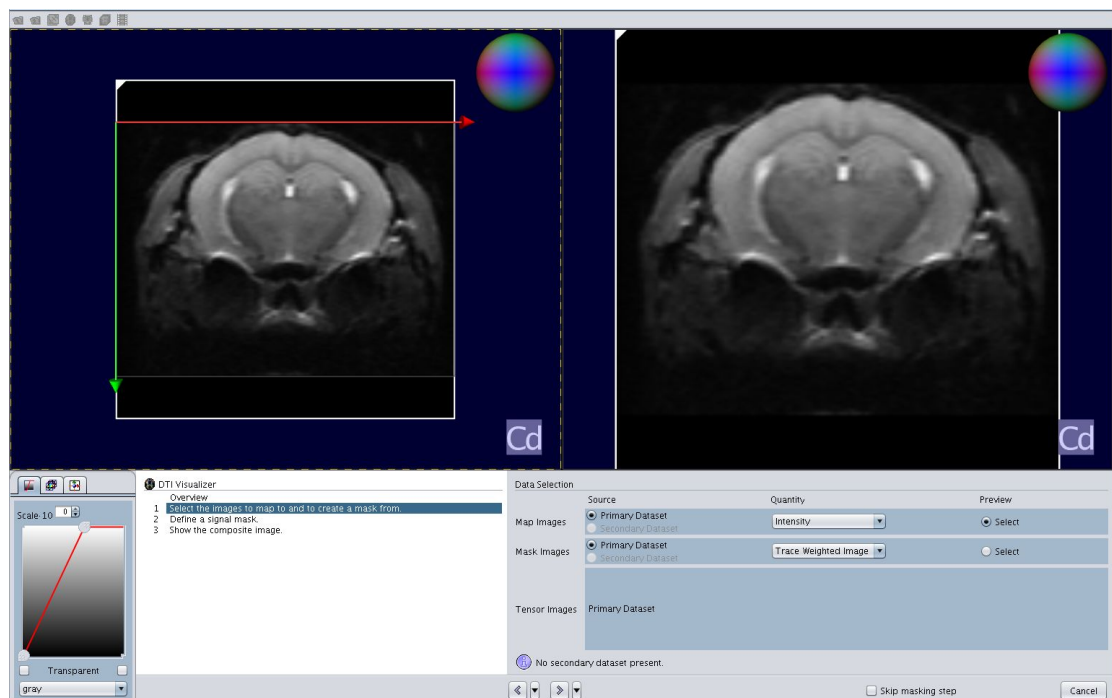 Cd
Cd
Scale·10
0
Transparent
gray
DTI Visualizer
Overview
1 Select the images to map to and to create a mask from.
2 Define a signal mask.
3 Show the composite image.
Data Selection
Source Quantity Preview
Map Images Primary Dataset Intensity Select
Secondary Dataset
Mask Images Primary Dataset Trace Weighted Image Select
Secondary Dataset
Tensor Images Primary Dataset
No secondary dataset present.
Skip masking step Cancel